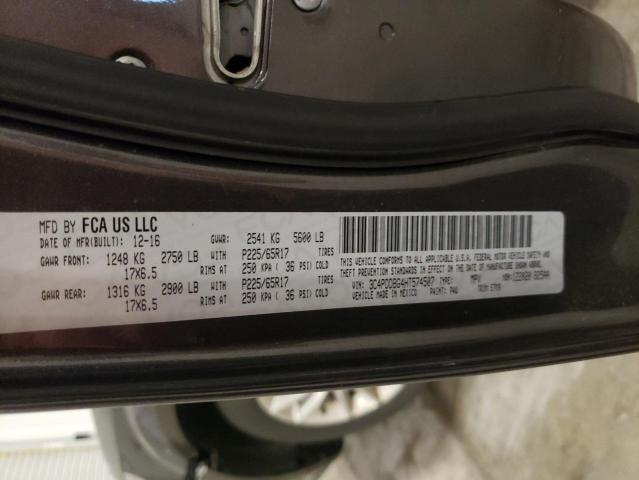 MFD BY FCA US LLC
DATE OF MFR(BUILT): 12-16 GVWR: 2541 KG 5600 LB
GAWR FRONT: 1248 KG 2750 LB WITH P225/65R17 TIRES
17X6.5 RIMS AT 250 KPA ( 36 PSI) COLD
GAWR REAR: 1316 KG 2900 LB WITH P225/65R17 TIRES
17X6.5 RIMS AT 250 KPA ( 36 PSI) COLD
THIS VEHICLE CONFORMS TO ALL APPLICABLE U.S.A. FEDERAL MOTOR VEHICLE SAFETY AND
THEFT PREVENTION STANDARDS IN EFFECT ON THE DATE OF MANUFACTURE SHOWN ABOVE.
VIN: 3C4PDDBG4HT574507 TYPE: MPV
VEHICLE MADE IN MEXICO PAINT: PAU TRIM: